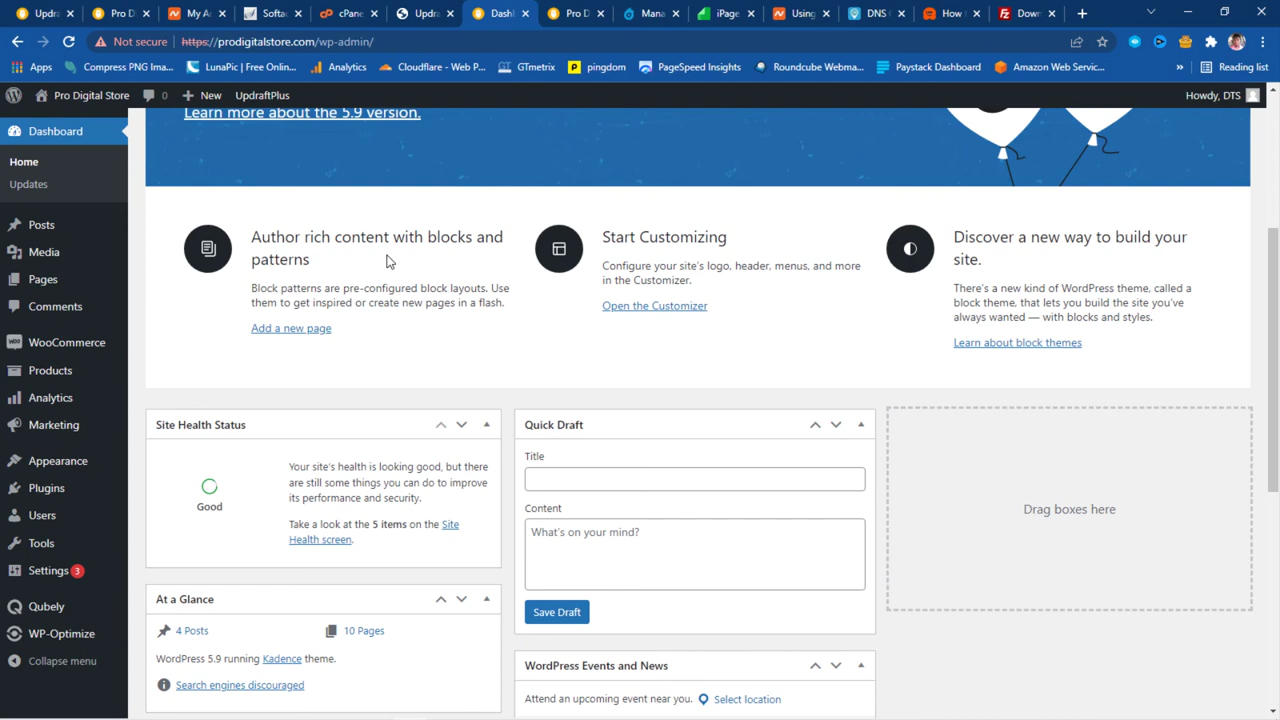 Updra
Pro D
My Ac
Softac
cPane
Updra
Dashb
Pro D
Mana
iPage
Using
DNS C
How
Down
Not secure
https://prodigitalstore.com/wp-admin/
Apps
Compress PNG Ima...
LunaPic | Free Onlin...
Analytics
Cloudflare - Web P...
GTmetrix
pingdom
PageSpeed Insights
Roundcube Webma...
Paystack Dashboard
Amazon Web Servic...
»
Reading list
Pro Digital Store
0
New
UpdraftPlus
Howdy, DTS
Dashboard
Home
Updates
Posts
Media
Pages
Comments
WooCommerce
Products
Analytics
Marketing
Appearance
Plugins
Users
Tools
Settings 3
Qubely
WP-Optimize
Collapse menu
Learn more about the 5.9 version.
Author rich content with blocks and
patterns
Block patterns are pre-configured block layouts. Use
them to get inspired or create new pages in a flash.
Add a new page
Start Customizing
Configure your site's logo, header, menus, and more
in the Customizer.
Open the Customizer
Discover a new way to build your
site.
There's a new kind of WordPress theme, called a
block theme, that lets you build the site you've
always wanted — with blocks and styles.
Learn about block themes
Site Health Status
Good
Your site's health is looking good, but there
are still some things you can do to improve
its performance and security.
Take a look at the 5 items on the Site
Health screen.
At a Glance
4 Posts
10 Pages
WordPress 5.9 running Kadence theme.
Search engines discouraged
Quick Draft
Title
Content
What's on your mind?
Save Draft
WordPress Events and News
Attend an upcoming event near you.
Select location
Drag boxes here